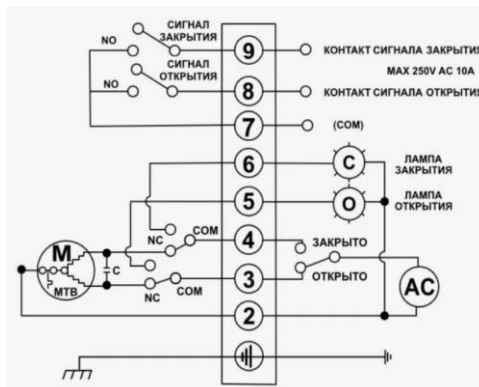 СИГНАЛ
ЗАКРЫТИЯ
NO
9
КОНТАКТ СИГНАЛА ЗАКРЫТИЯ
СИГНАЛ
ОТКРЫТИЯ
MAX 250V AC 10A
NO
8
КОНТАКТ СИГНАЛА ОТКРЫТИЯ
7
(COM)
6
C
ЛАМПА
ЗАКРЫТИЯ
5
O
ЛАМПА
ОТКРЫТИЯ
NC
COM
4
ЗАКРЫТО
M
C
МТВ
NC
COM
3
ОТКРЫТО
AC
2